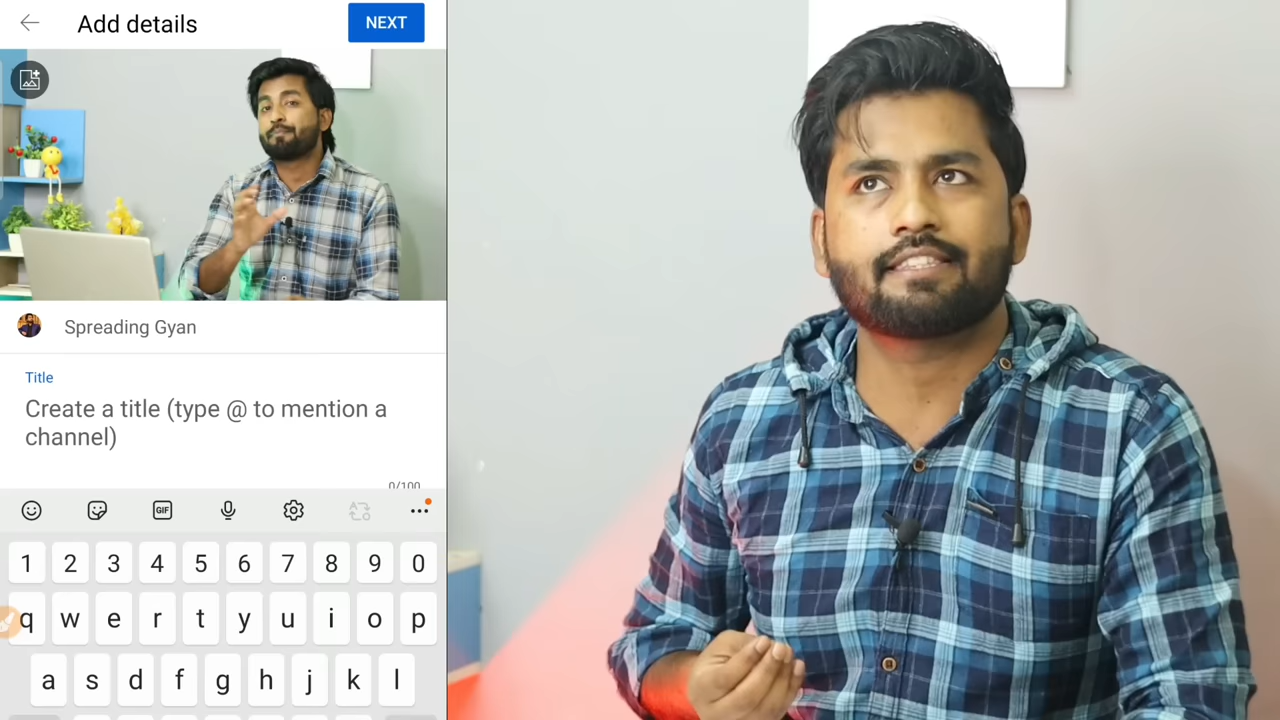 Add details
NEXT
Spreading Gyan
Title
Create a title (type @ to mention a
channel)
0/100
GIF
1 2 3 4 5 6 7 8 9 0
q w e r t y u i o p
a s d f g h j k l